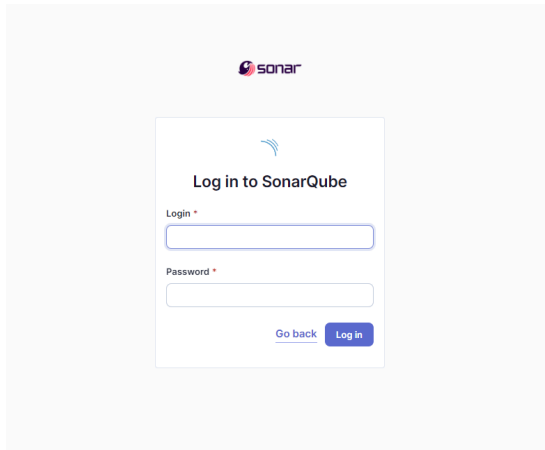 sonar
Log in to SonarQube
Login *
Password *
Go back Log in